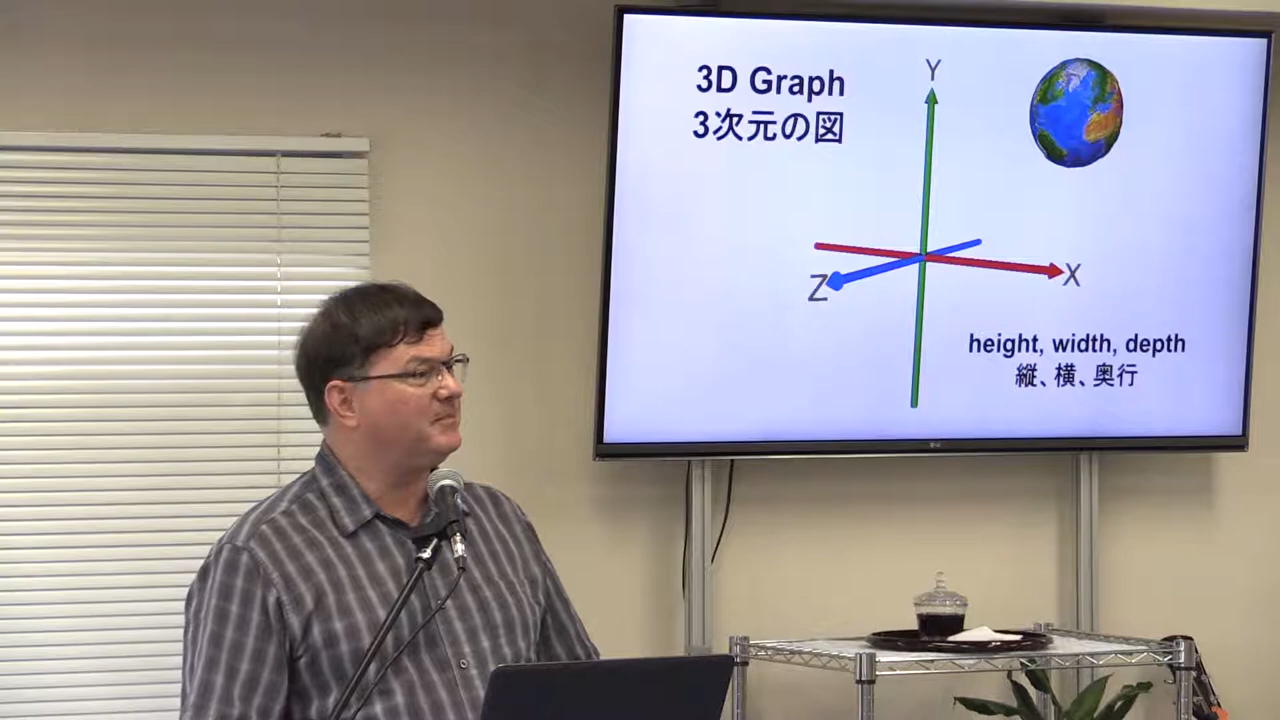 3D Graph
3次元の図
Y
Z
X
height, width, depth
縦、横、奥行